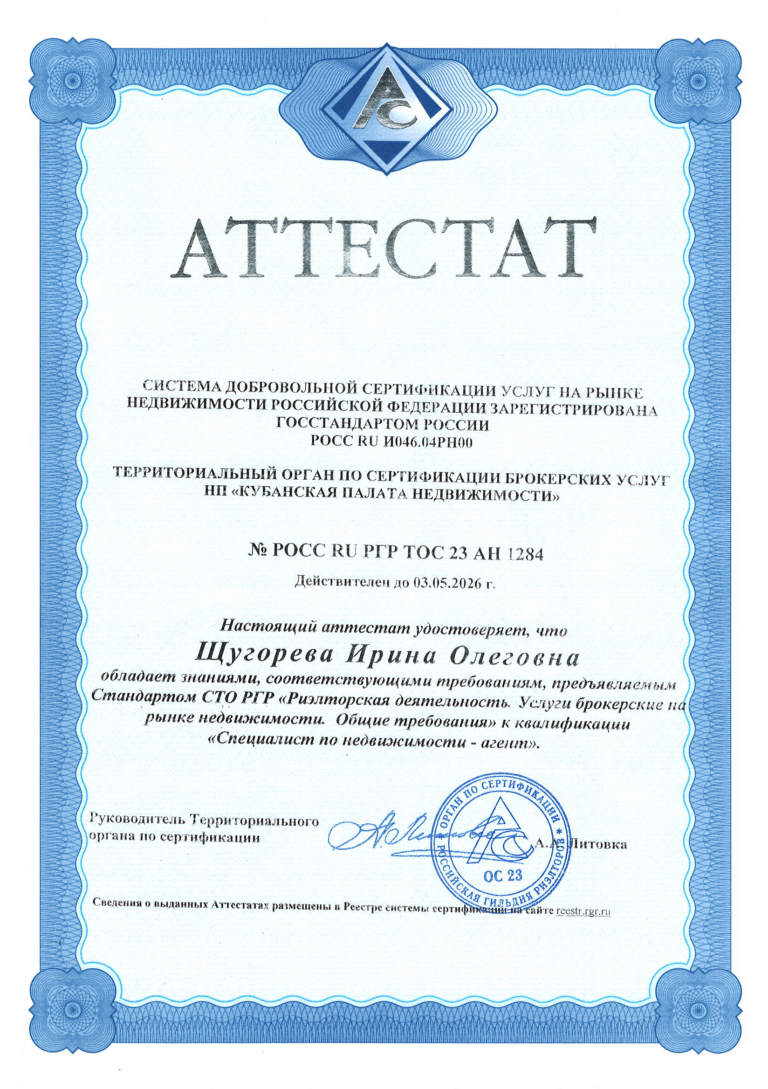 АС
АТТЕСТАТ
СИСТЕМА ДОБРОВОЛЬНОЙ СЕРТИФИКАЦИИ УСЛУГ НА РЫНКЕ
НЕДВИЖИМОСТИ РОССИЙСКОЙ ФЕДЕРАЦИИ ЗАРЕГИСТРИРОВАНА
ГОССТАНДАРТОМ РОССИИ
РОСС RU И046.04РН00
ТЕРРИТОРИАЛЬНЫЙ ОРГАН ПО СЕРТИФИКАЦИИ БРОКЕРСКИХ УСЛУГ
НП «КУБАНСКАЯ ПАЛАТА НЕДВИЖИМОСТИ»
№ РОСС RU РГР ТОС 23 АН 1284
Действителен до 03.05.2026 г.
Настоящий аттестат удостоверяет, что
Щугорева Ирина Олеговна
обладает знаниями, соответствующими требованиям, предъявляемым
Стандартом СТО РГР «Риэлторская деятельность. Услуги брокерские на
рынке недвижимости. Общие требования» к квалификации
«Специалист по недвижимости - агент».
Руководитель Территориального
органа по сертификации
А.А. Литовка
ОРГАН ПО СЕРТИФИКАЦИИ
РОССИЙСКАЯ ГИЛЬДИЯ РИЭЛТОРОВ
ОС 23
Сведения о выданных Аттестатах размещены в Реестре системы сертификации на сайте reestr.rgr.ru